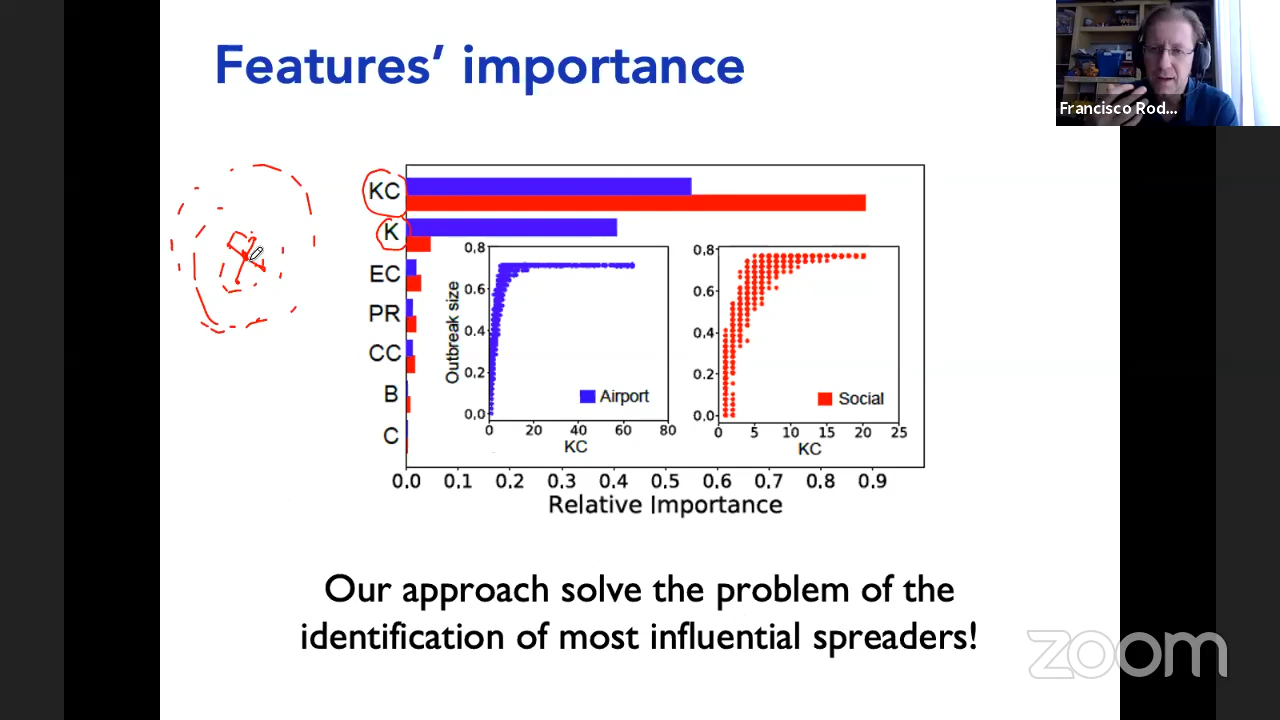 Features' importance
Francisco Rod...
KC
K
EC
PR
CC
B
C
0.8
0.6
0.4
0.2
0.0
Outbreak size
Airport
0 20 40 60 80
KC
0.8
0.6
0.4
0.2
0.0
Social
0 5 10 15 20 25
KC
0.0 0.1 0.2 0.3 0.4 0.5 0.6 0.7 0.8 0.9
Relative Importance
Our approach solve the problem of the
identification of most influential spreaders!
zoom